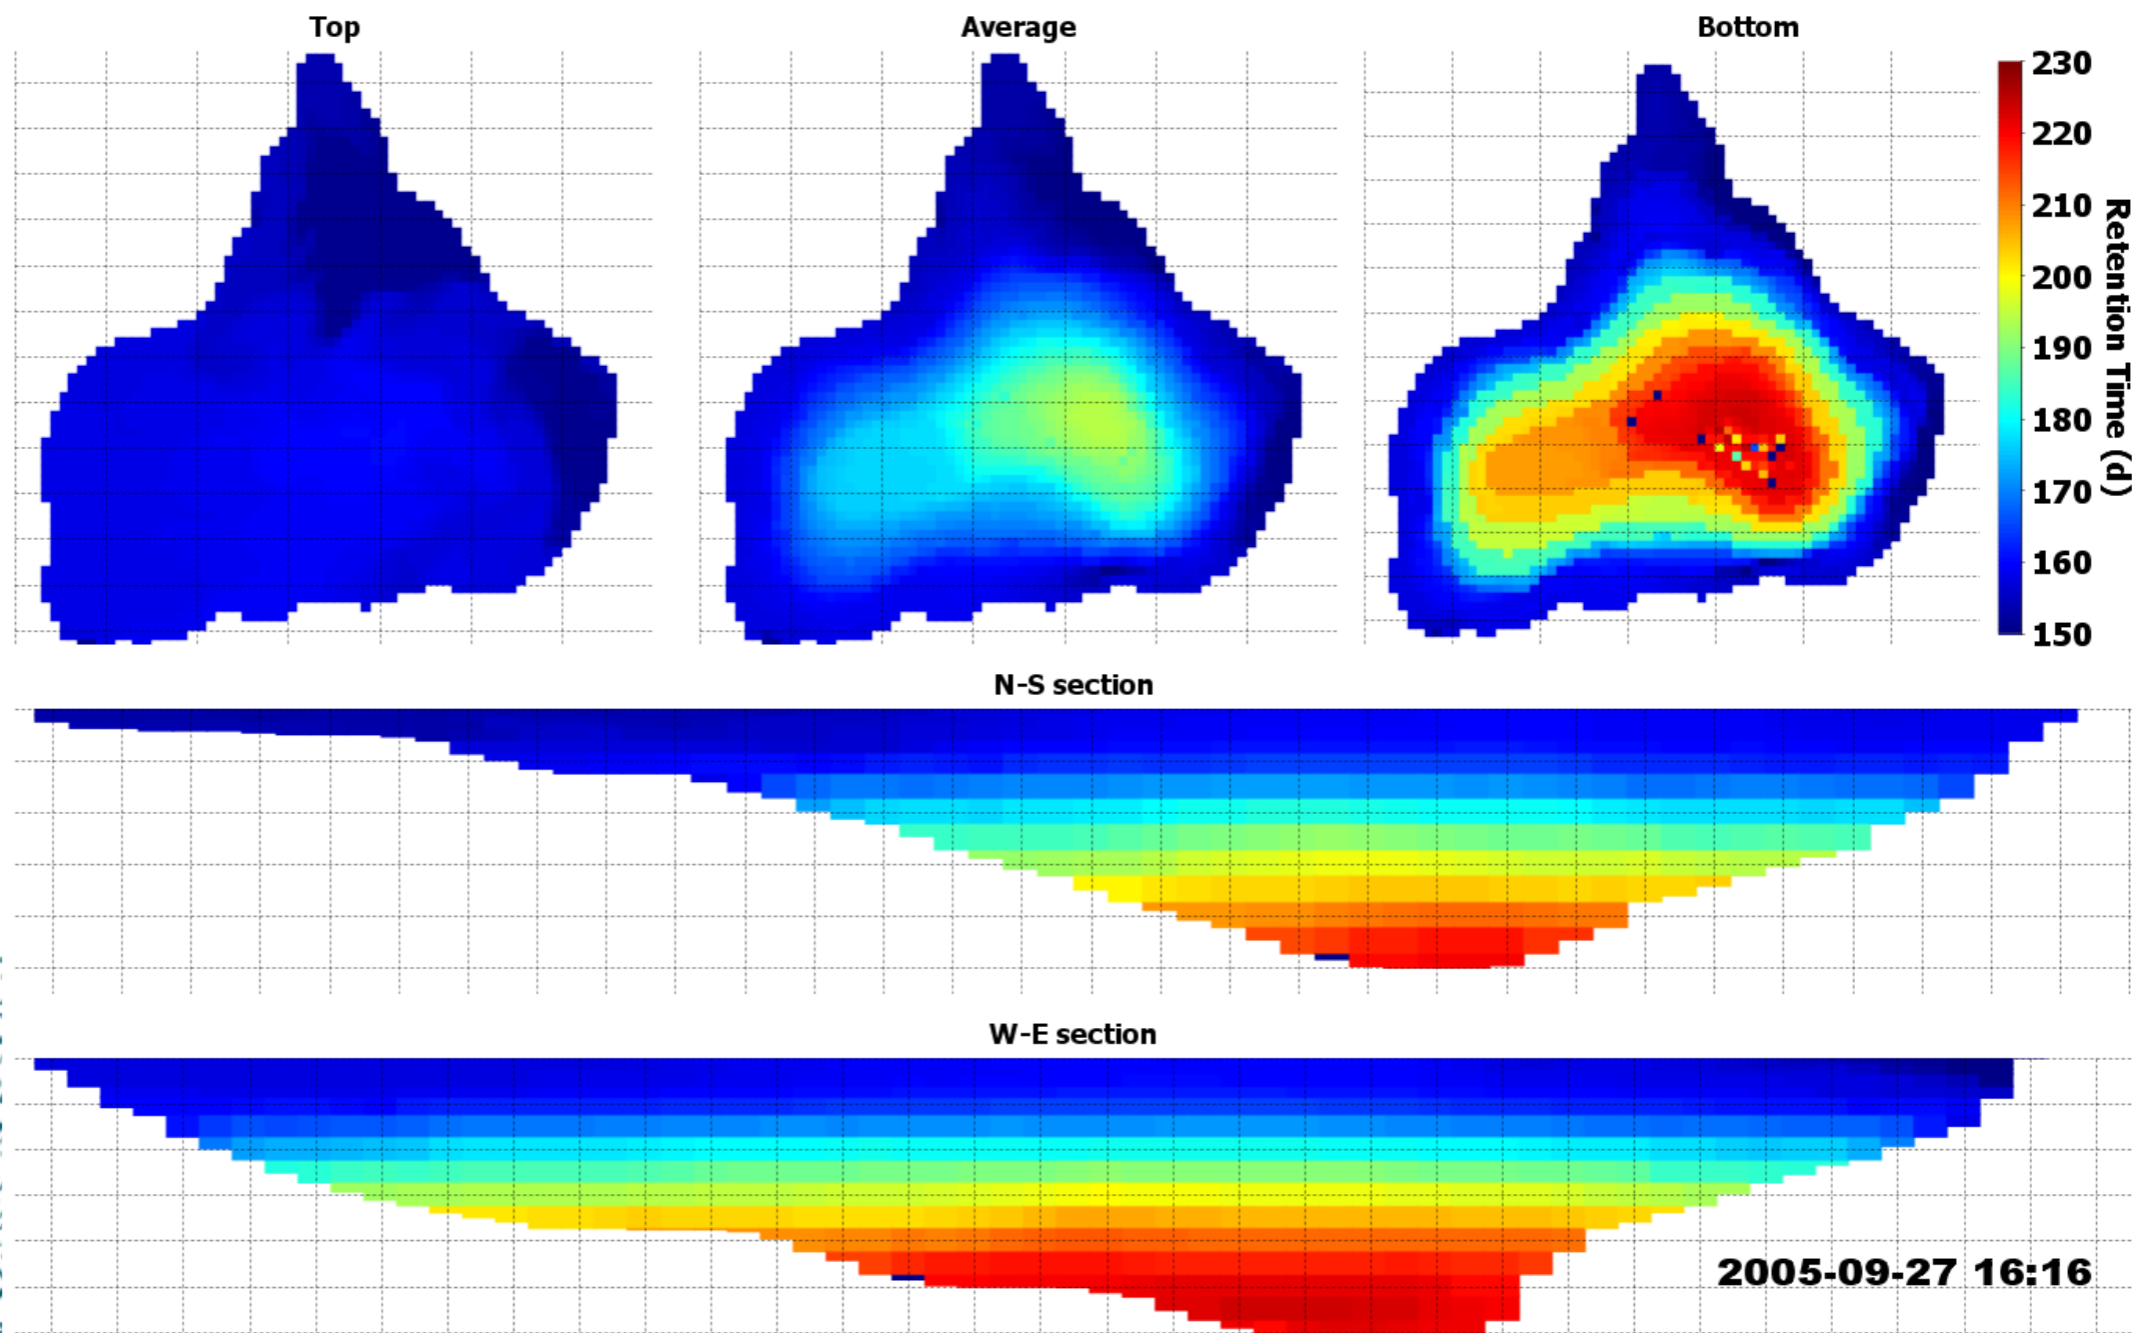 Top
Average
Bottom
230
220
210
200
190
180
170
160
150
Retention Time (d)
N-S section
W-E section
2005-09-27 16:16